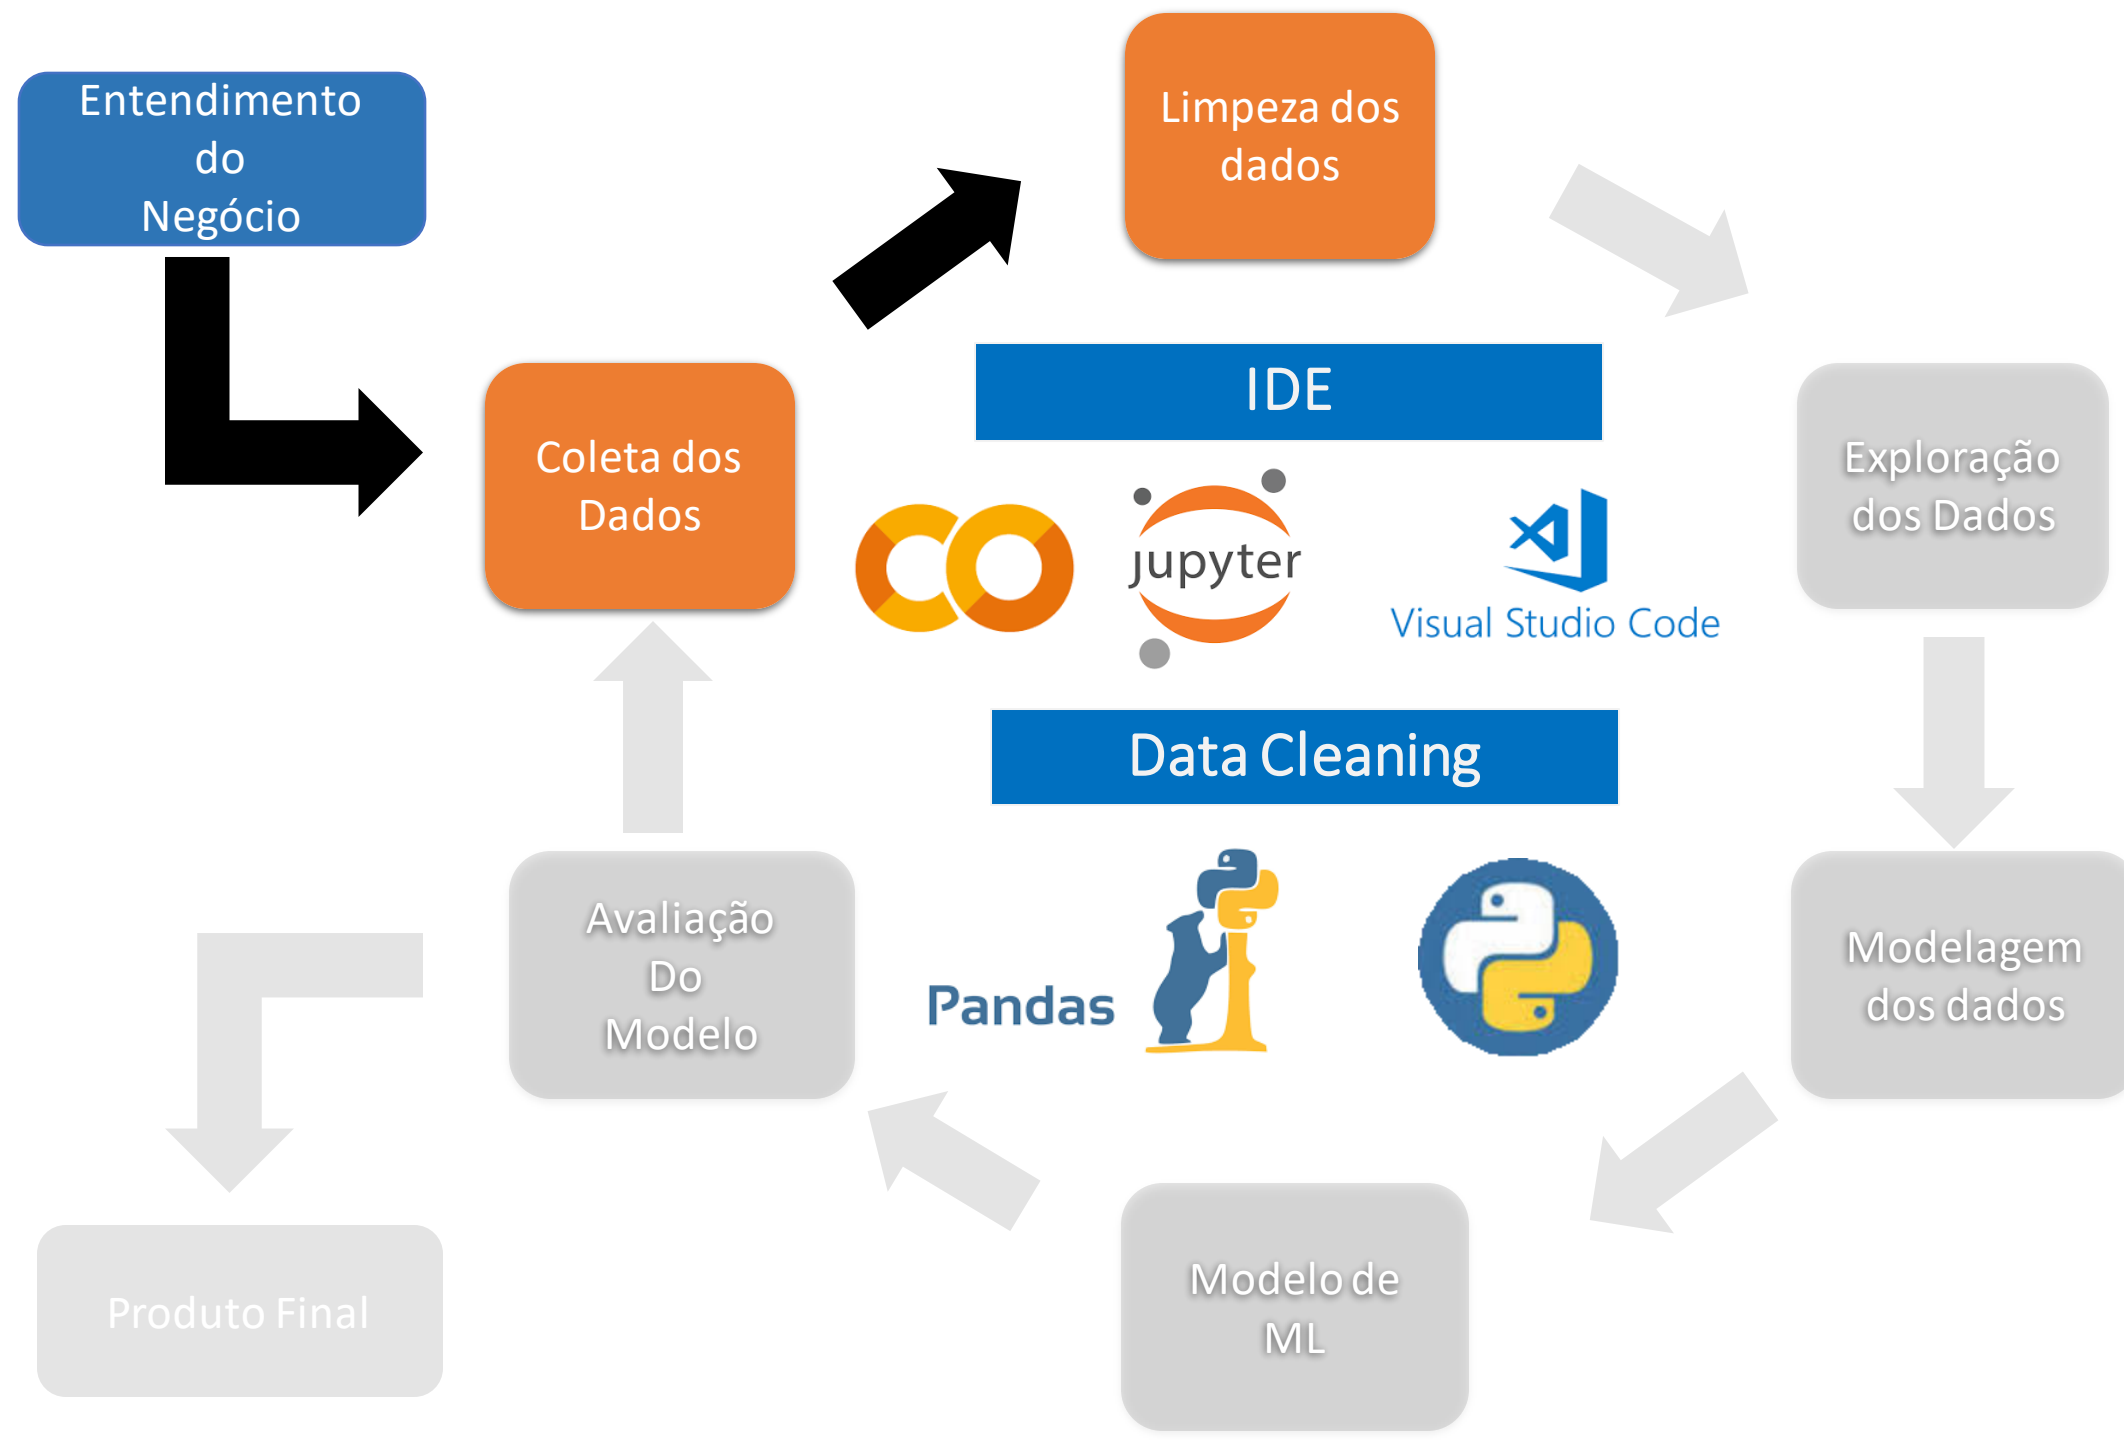 Entendimento
do
Negócio
Limpeza dos
dados
Coleta dos
Dados
IDE
Exploração
dos Dados
jupyter
Visual Studio Code
Data Cleaning
Avaliação
Do
Modelo
Pandas
Modelagem
dos dados
Modelo de
ML
Produto Final